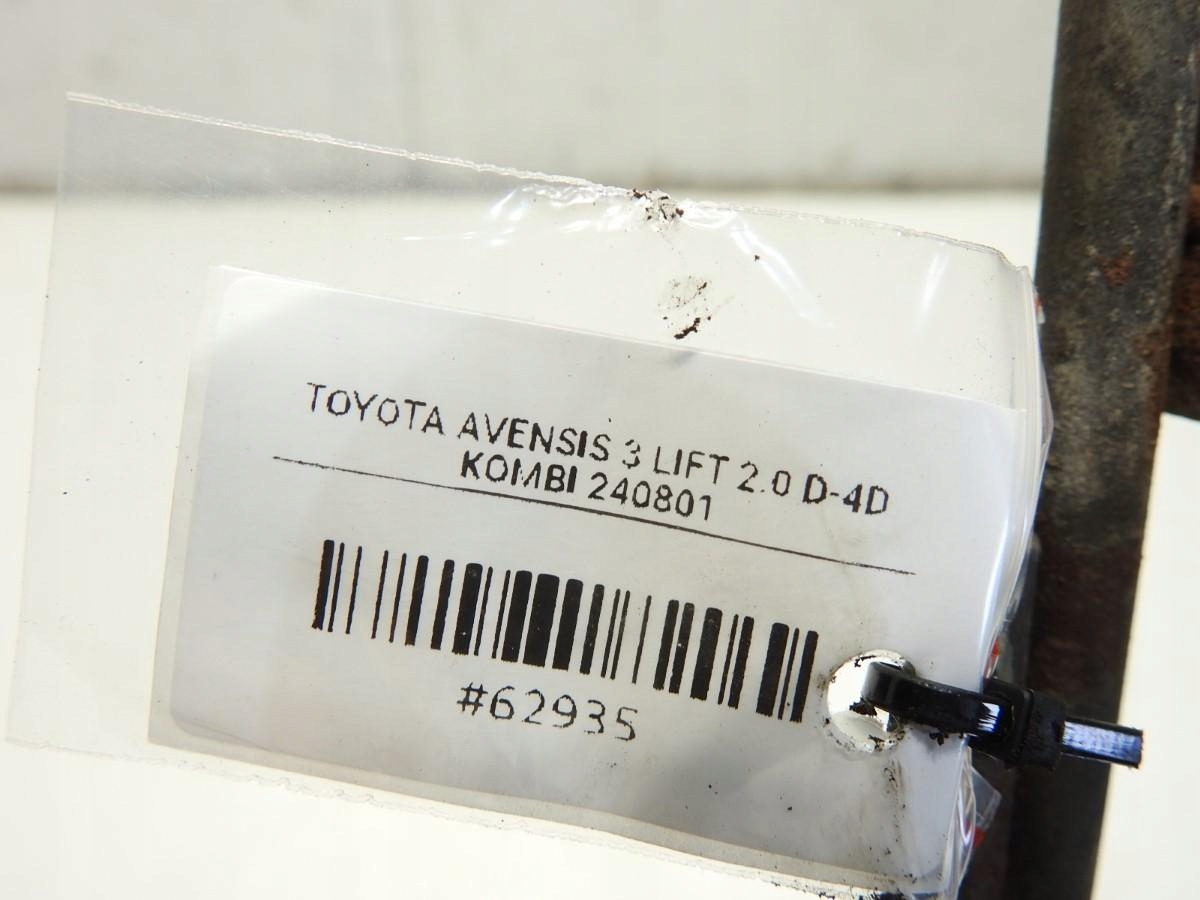 TOYOTA AVENSIS 3 LIFT 2.0 D-4D
KOMBI 240801
#62935